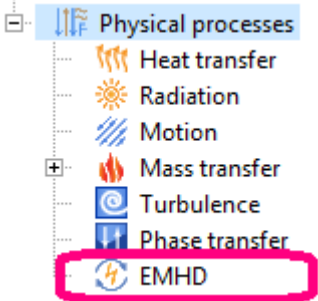 Physical processes
Heat transfer
Radiation
Motion
Mass transfer
Turbulence
Phase transfer
EMHD